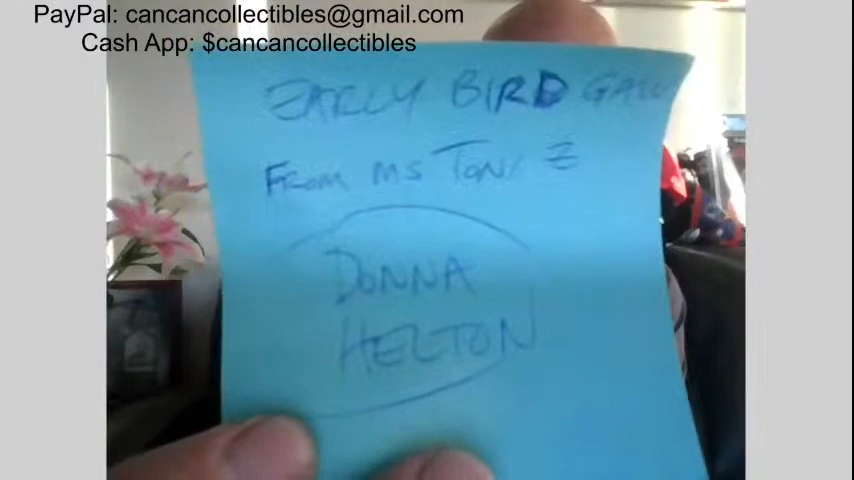 PayPal: cancancollectibles@gmail.com
Cash App: $cancancollectibles
EARLY BIRD
FROM MS TONI Z
DONNA
HELTON